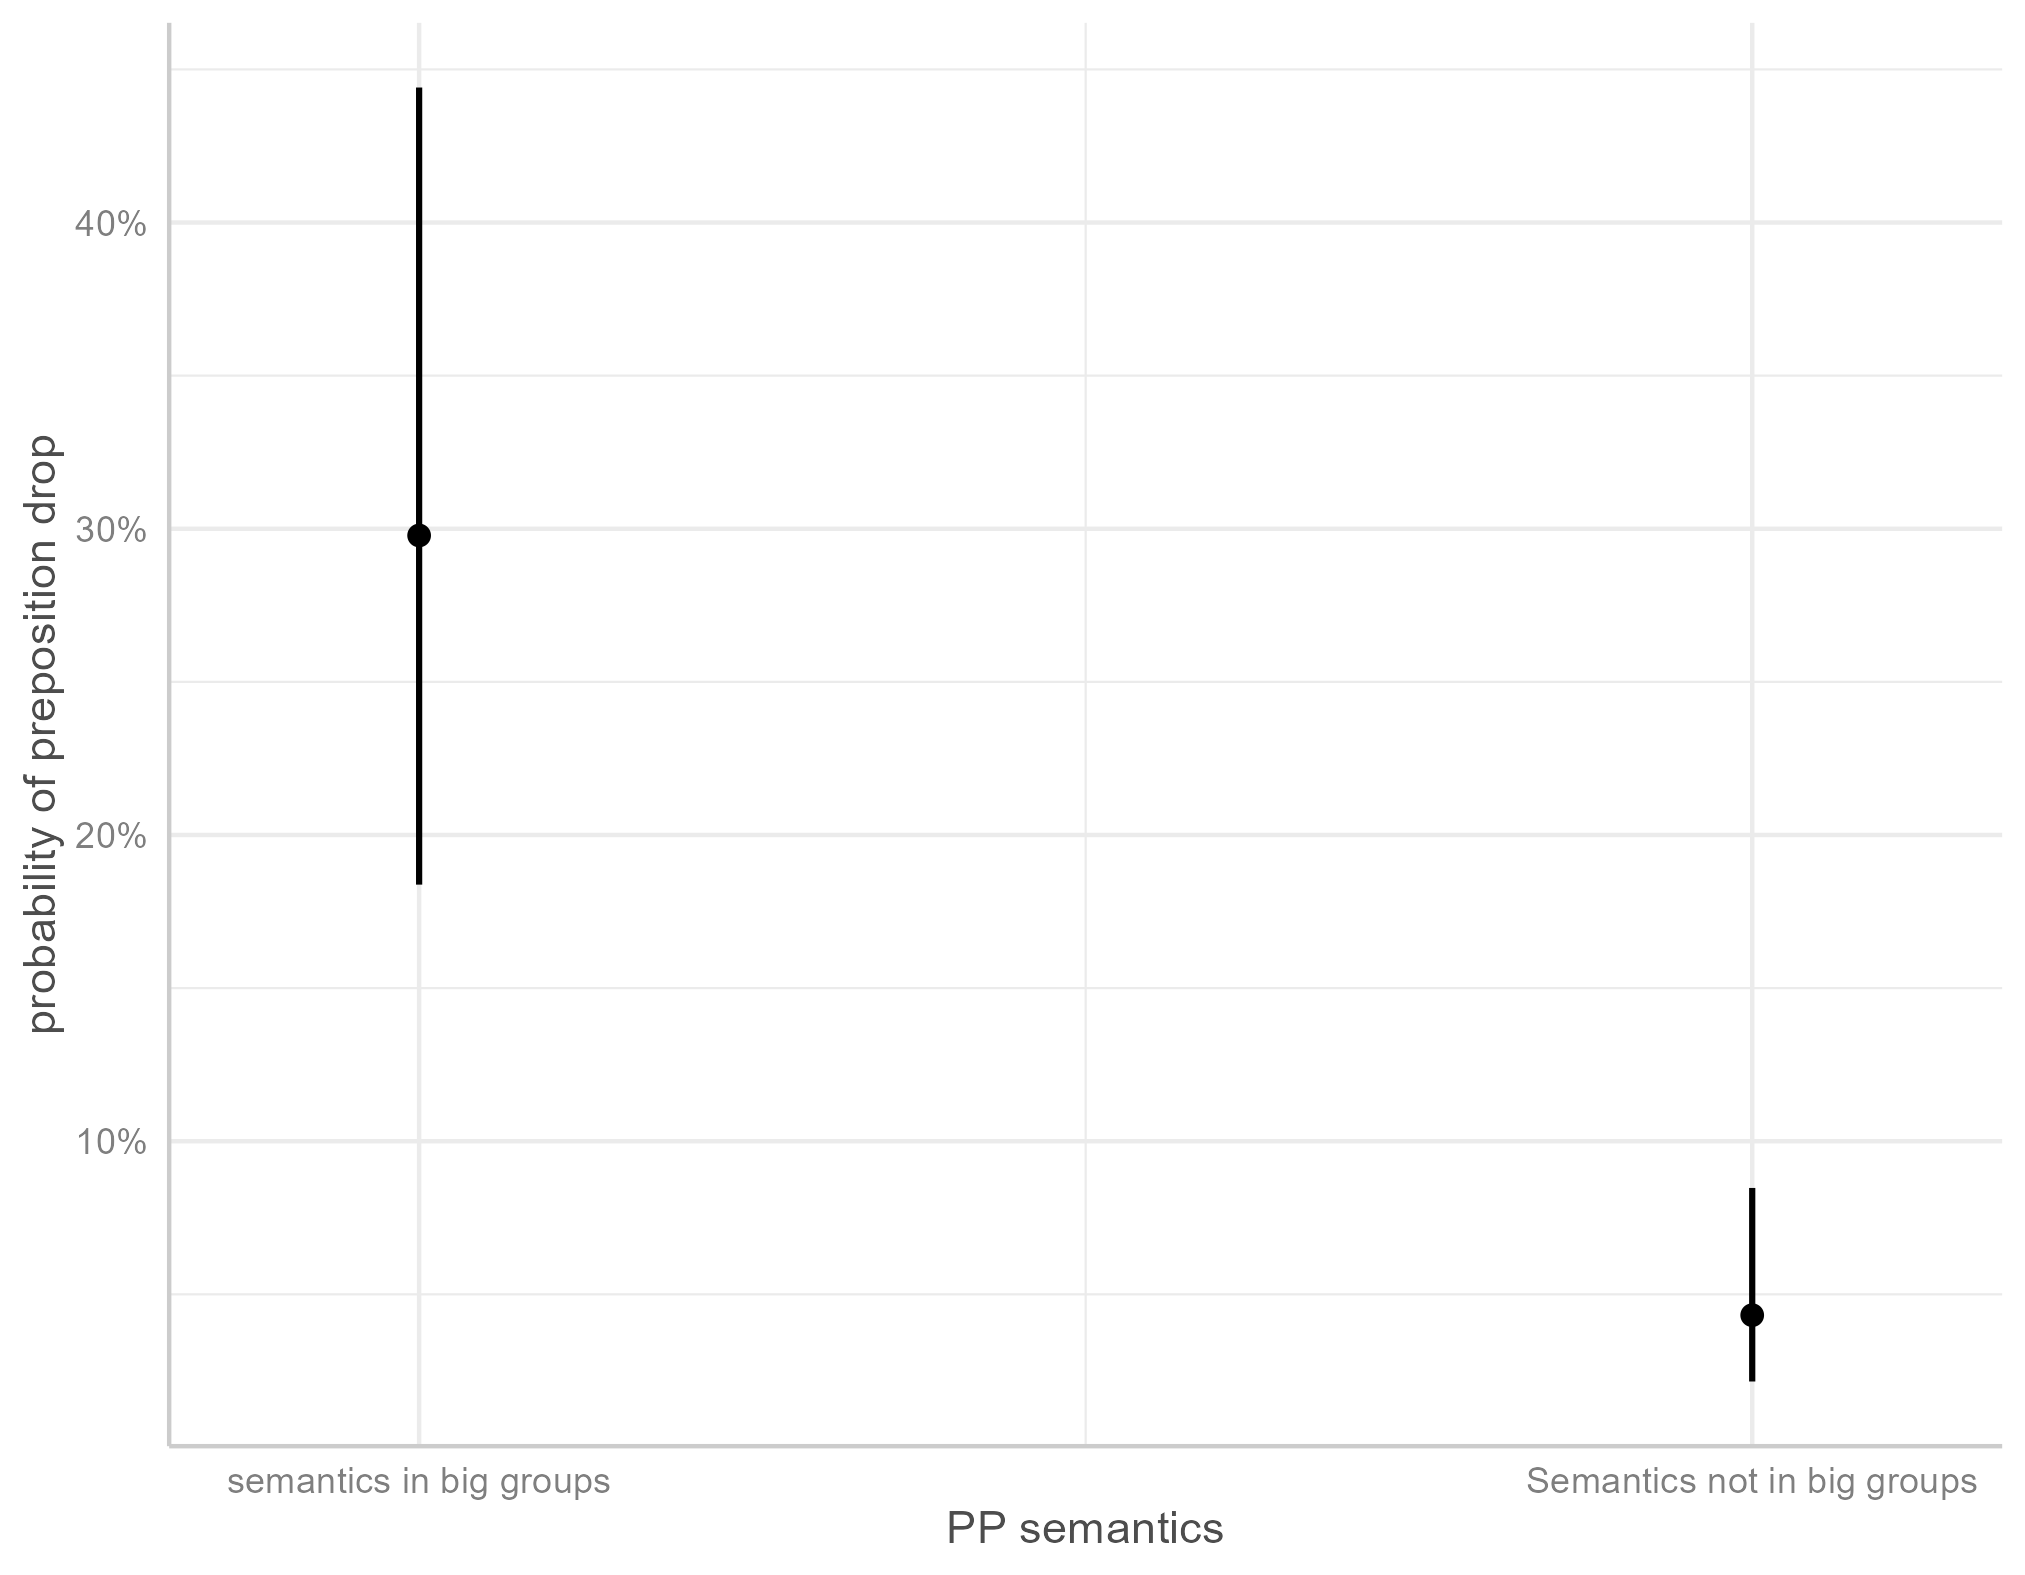 probability of preposition drop
40%
30%
20%
10%
semantics in big groups
Semantics not in big groups
PP semantics